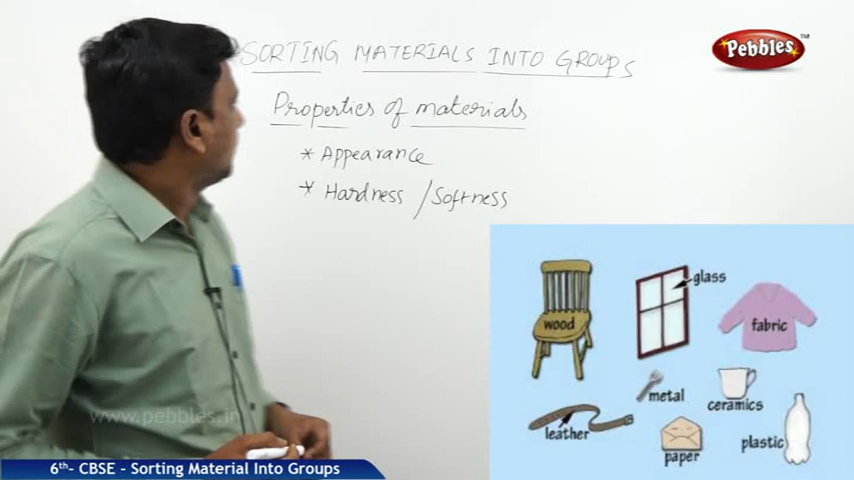 SORTING MATERIALS INTO GROUPS
Pebbles™
Properties of materials
* Appearance
* Hardness / Softness
glass
wood
fabric
metal
ceramics
leather
paper
plastic
www.pebbles.in
6th- CBSE - Sorting Material Into Groups